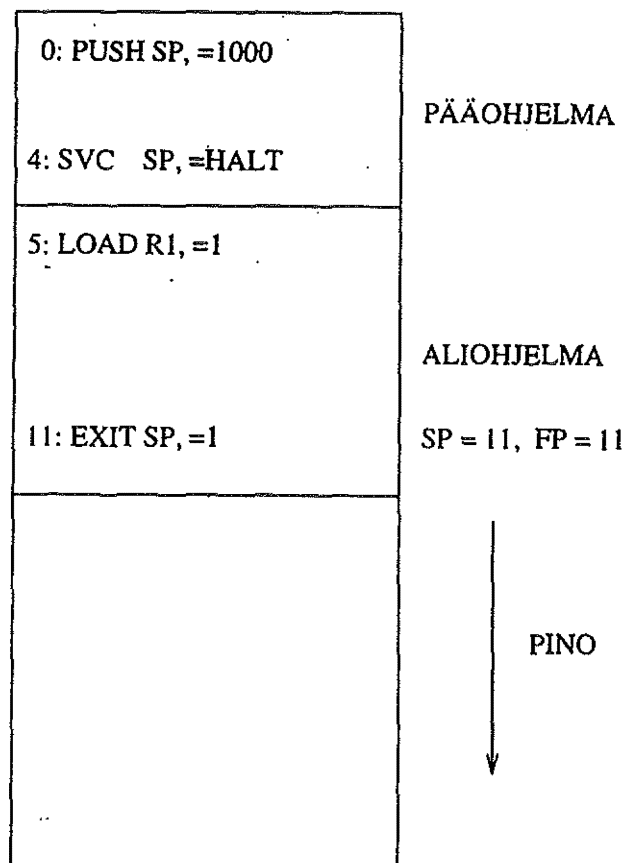 0: PUSH SP, =1000
PÄÄOHJELMA
4: SVC SP, =HALT
5: LOAD R1, =1
ALIOHJELMA
11: EXIT SP, =1
SP = 11, FP = 11
PINO